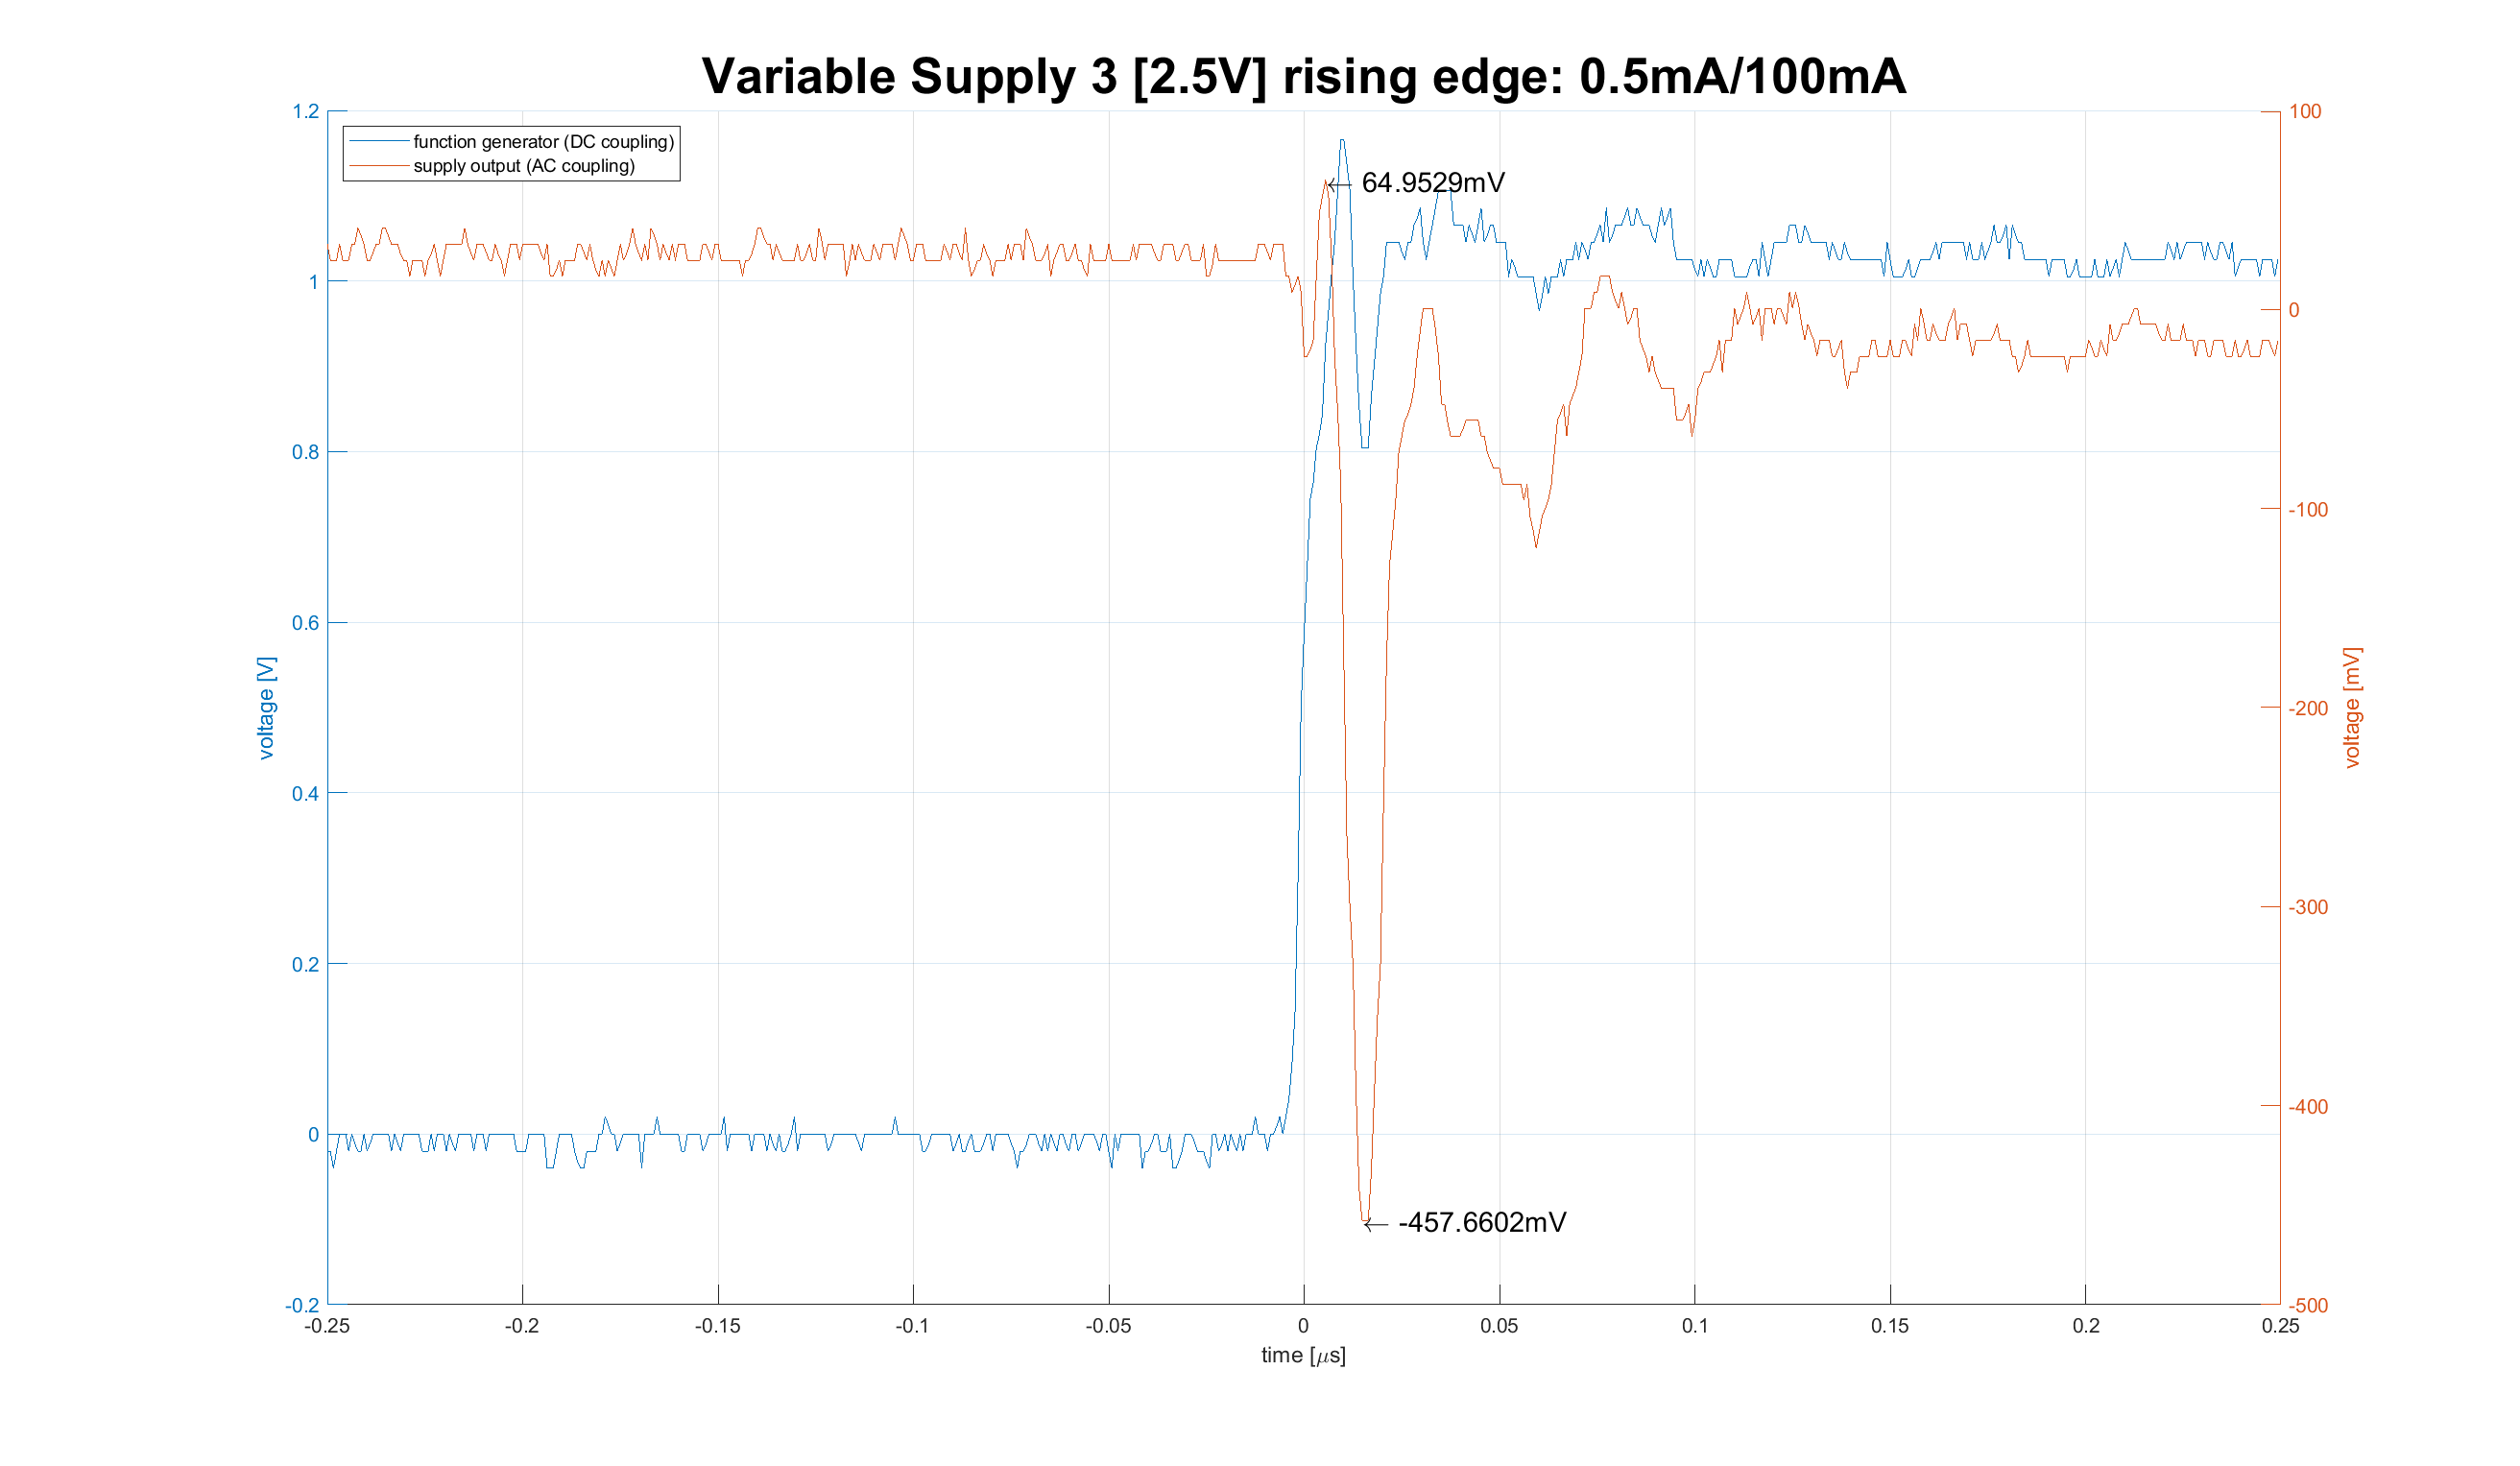 Variable Supply 3 [2.5V] rising edge: 0.5mA/100mA
function generator (DC coupling)
supply output (AC coupling)
64.9529mV
-457.6602mV
1.2
1
0.8
0.6
0.4
0.2
0
-0.2
voltage [V]
100
0
-100
-200
-300
-400
-500
voltage [mV]
-0.25 -0.2 -0.15 -0.1 -0.05 0 0.05 0.1 0.15 0.2 0.25
time [μs]